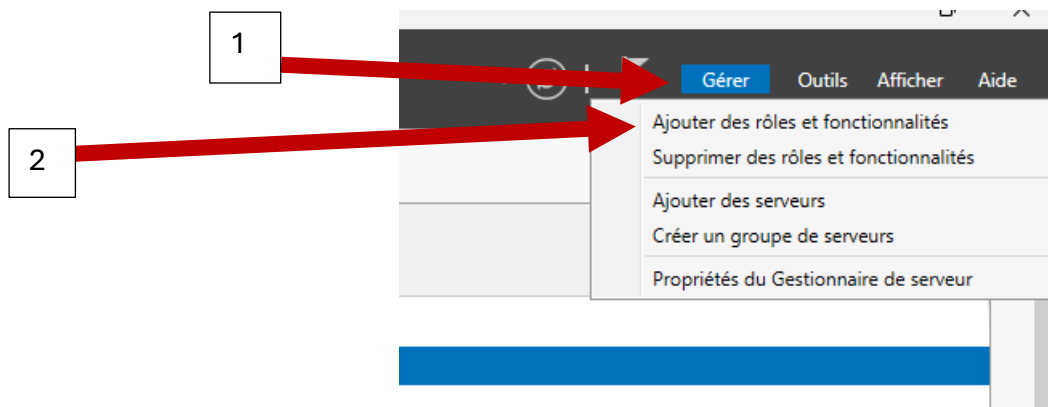 1
Gérer Outils Afficher Aide
2
Ajouter des rôles et fonctionnalités
Supprimer des rôles et fonctionnalités
Ajouter des serveurs
Créer un groupe de serveurs
Propriétés du Gestionnaire de serveur